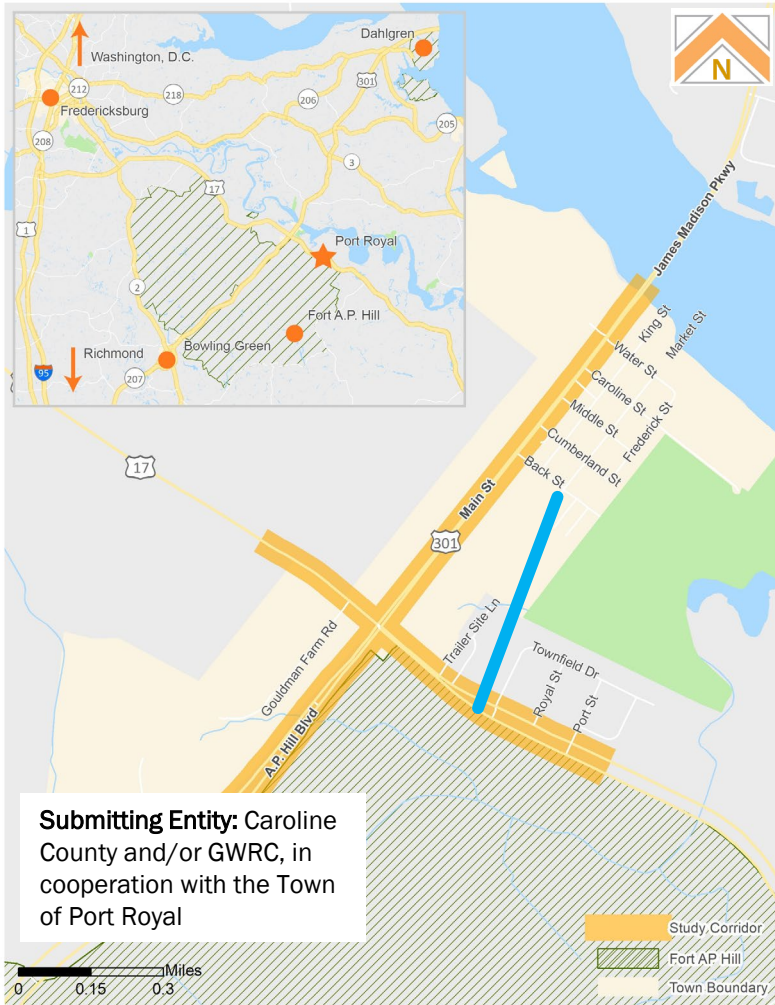 Washington, D.C.
Dahlgren
301
212
218
206
Fredericksburg
205
208
3
17
1
Port Royal
2
Fort A.P. Hill
Richmond
Bowling Green
95
207
N
James Madison Pkwy
King St
Market St
Water St
Caroline St
Middle St
Frederick St
Cumberland St
Back St
17
Main St
301
Trailer Site Ln
Gouldman Farm Rd
Townfield Dr
Royal St
Port St
A.P. Hill Blvd
Submitting Entity: Caroline
County and/or GWRC, in
cooperation with the Town
of Port Royal
Miles
0 0.15 0.3
Study Corridor
Fort AP Hill
Town Boundary